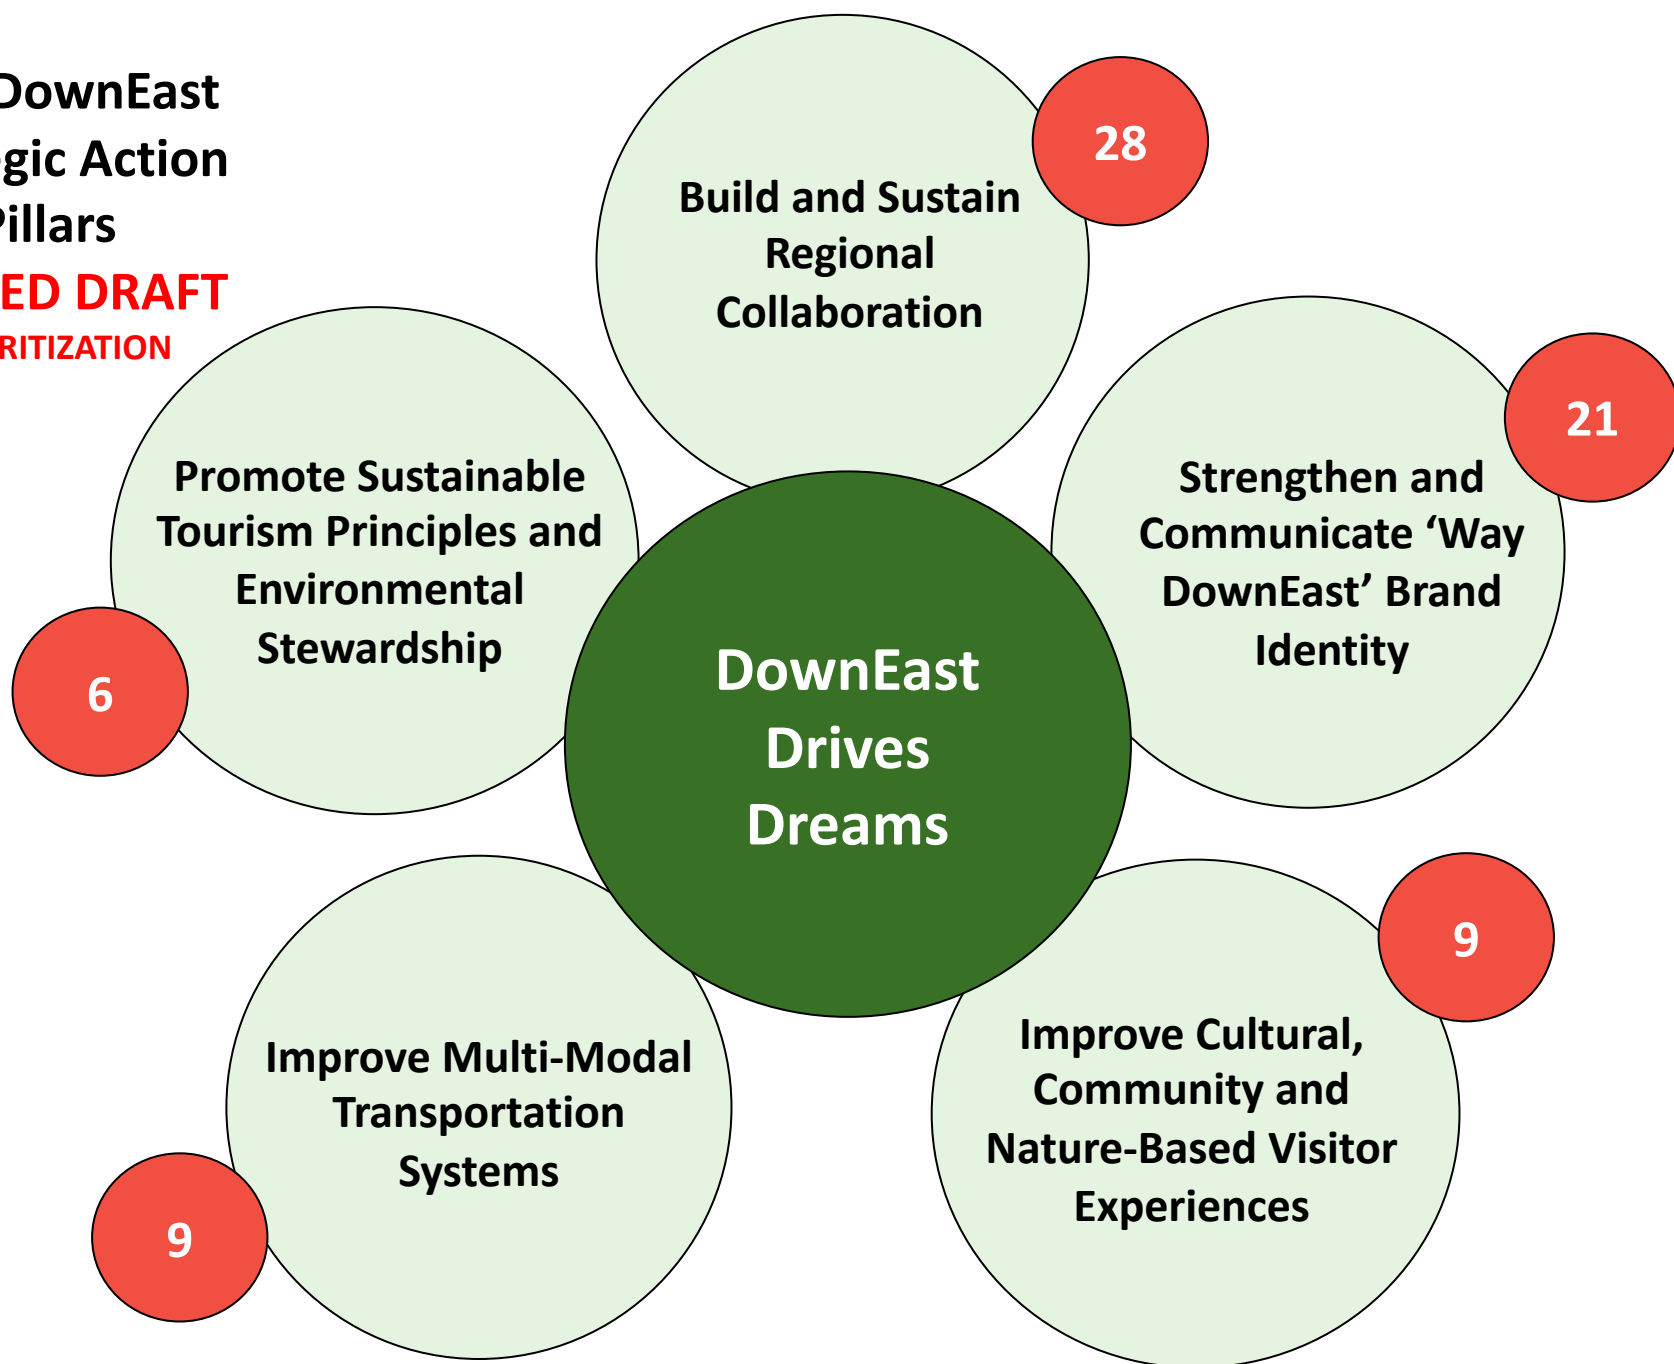 DownEast
gic Action
Pillars
ED DRAFT
RITIZATION
28
Build and Sustain
Regional
Collaboration
21
Strengthen and
Communicate ‘Way
DownEast’ Brand
Identity
Promote Sustainable
Tourism Principles and
Environmental
Stewardship
6
DownEast
Drives
Dreams
9
Improve Cultural,
Community and
Nature-Based Visitor
Experiences
Improve Multi-Modal
Transportation
Systems
9